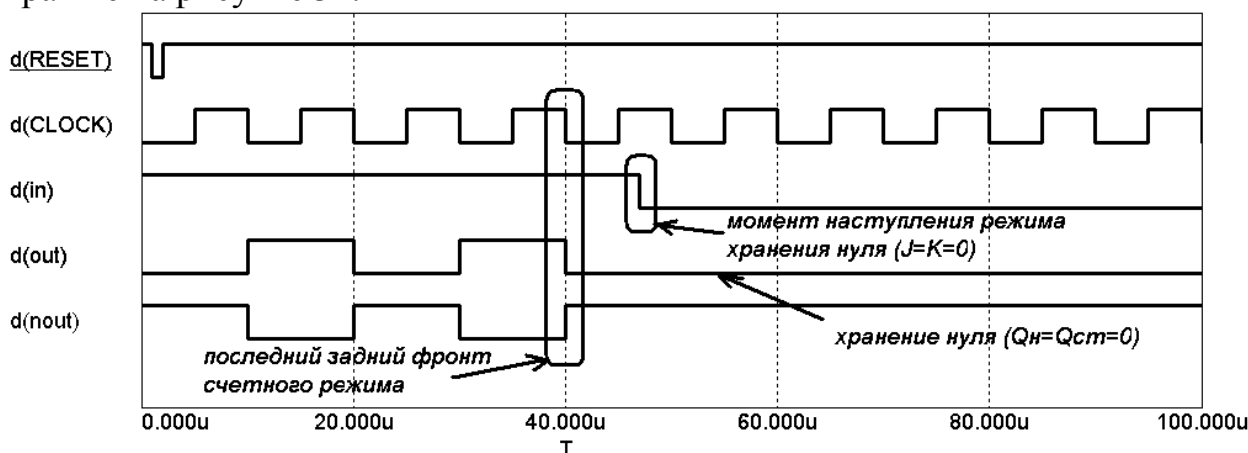 d(RESET)
d(CLOCK)
d(in)
момент наступления режима
хранения нуля (J=K=0)
d(out)
d(nout)
хранение нуля (Qн=Qст=0)
последний задний фронт
счетного режима
0.000u 20.000u 40.000u 60.000u 80.000u 100.000u
T